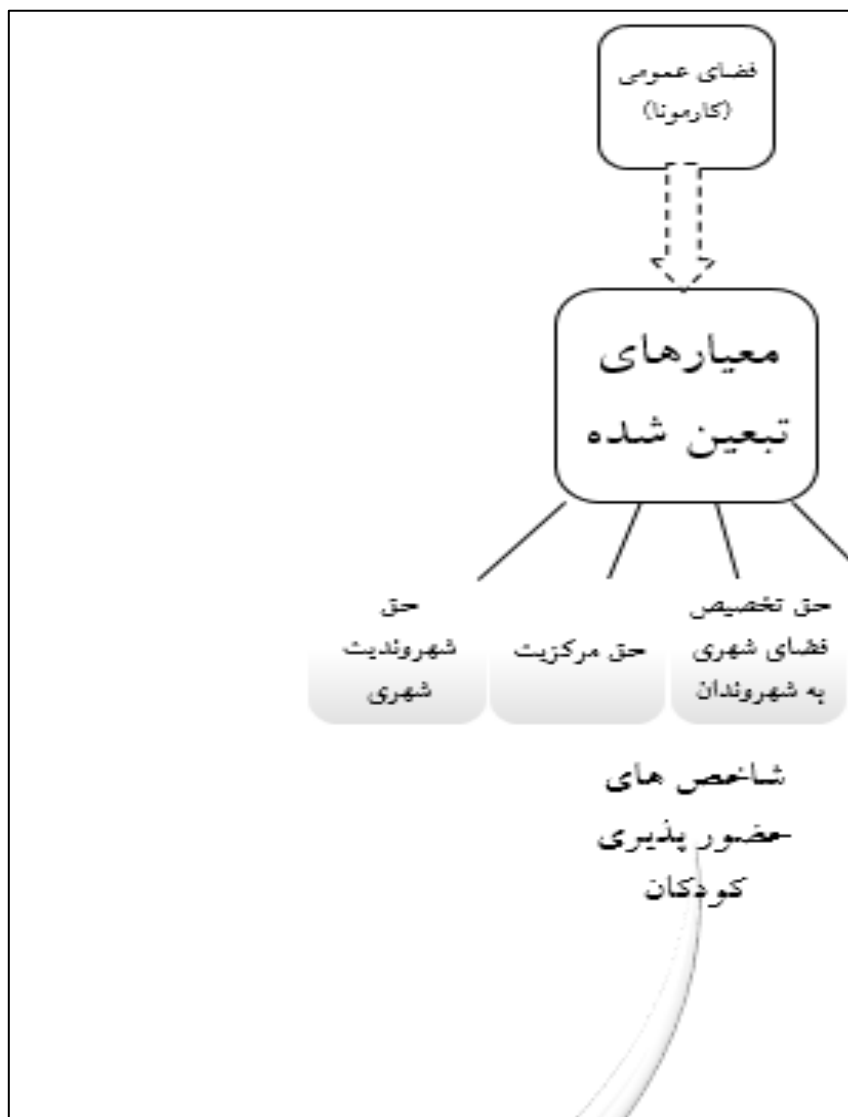 فضای عمومی
(کارمونا)
معیارهای
تبعین شده
حق تخصیص
فضای شهری
به شهروندان
حق مرکزیت
حق
شهروندیت
شهری
شاخص های
حضور پذیری
کودکان